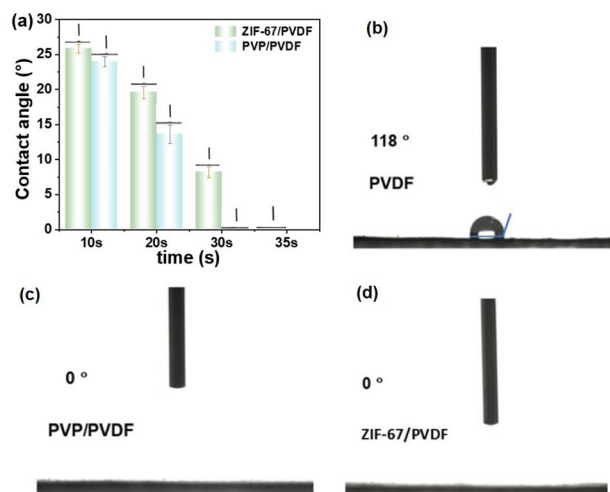 (a)
30
25
20
15
10
5
0
Contact angle (°)
ZIF-67/PVDF
PVP/PVDF
10s
20s
30s
35s
time (s)
(b)
118 °
PVDF
(c)
0 °
PVP/PVDF
(d)
0 °
ZIF-67/PVDF